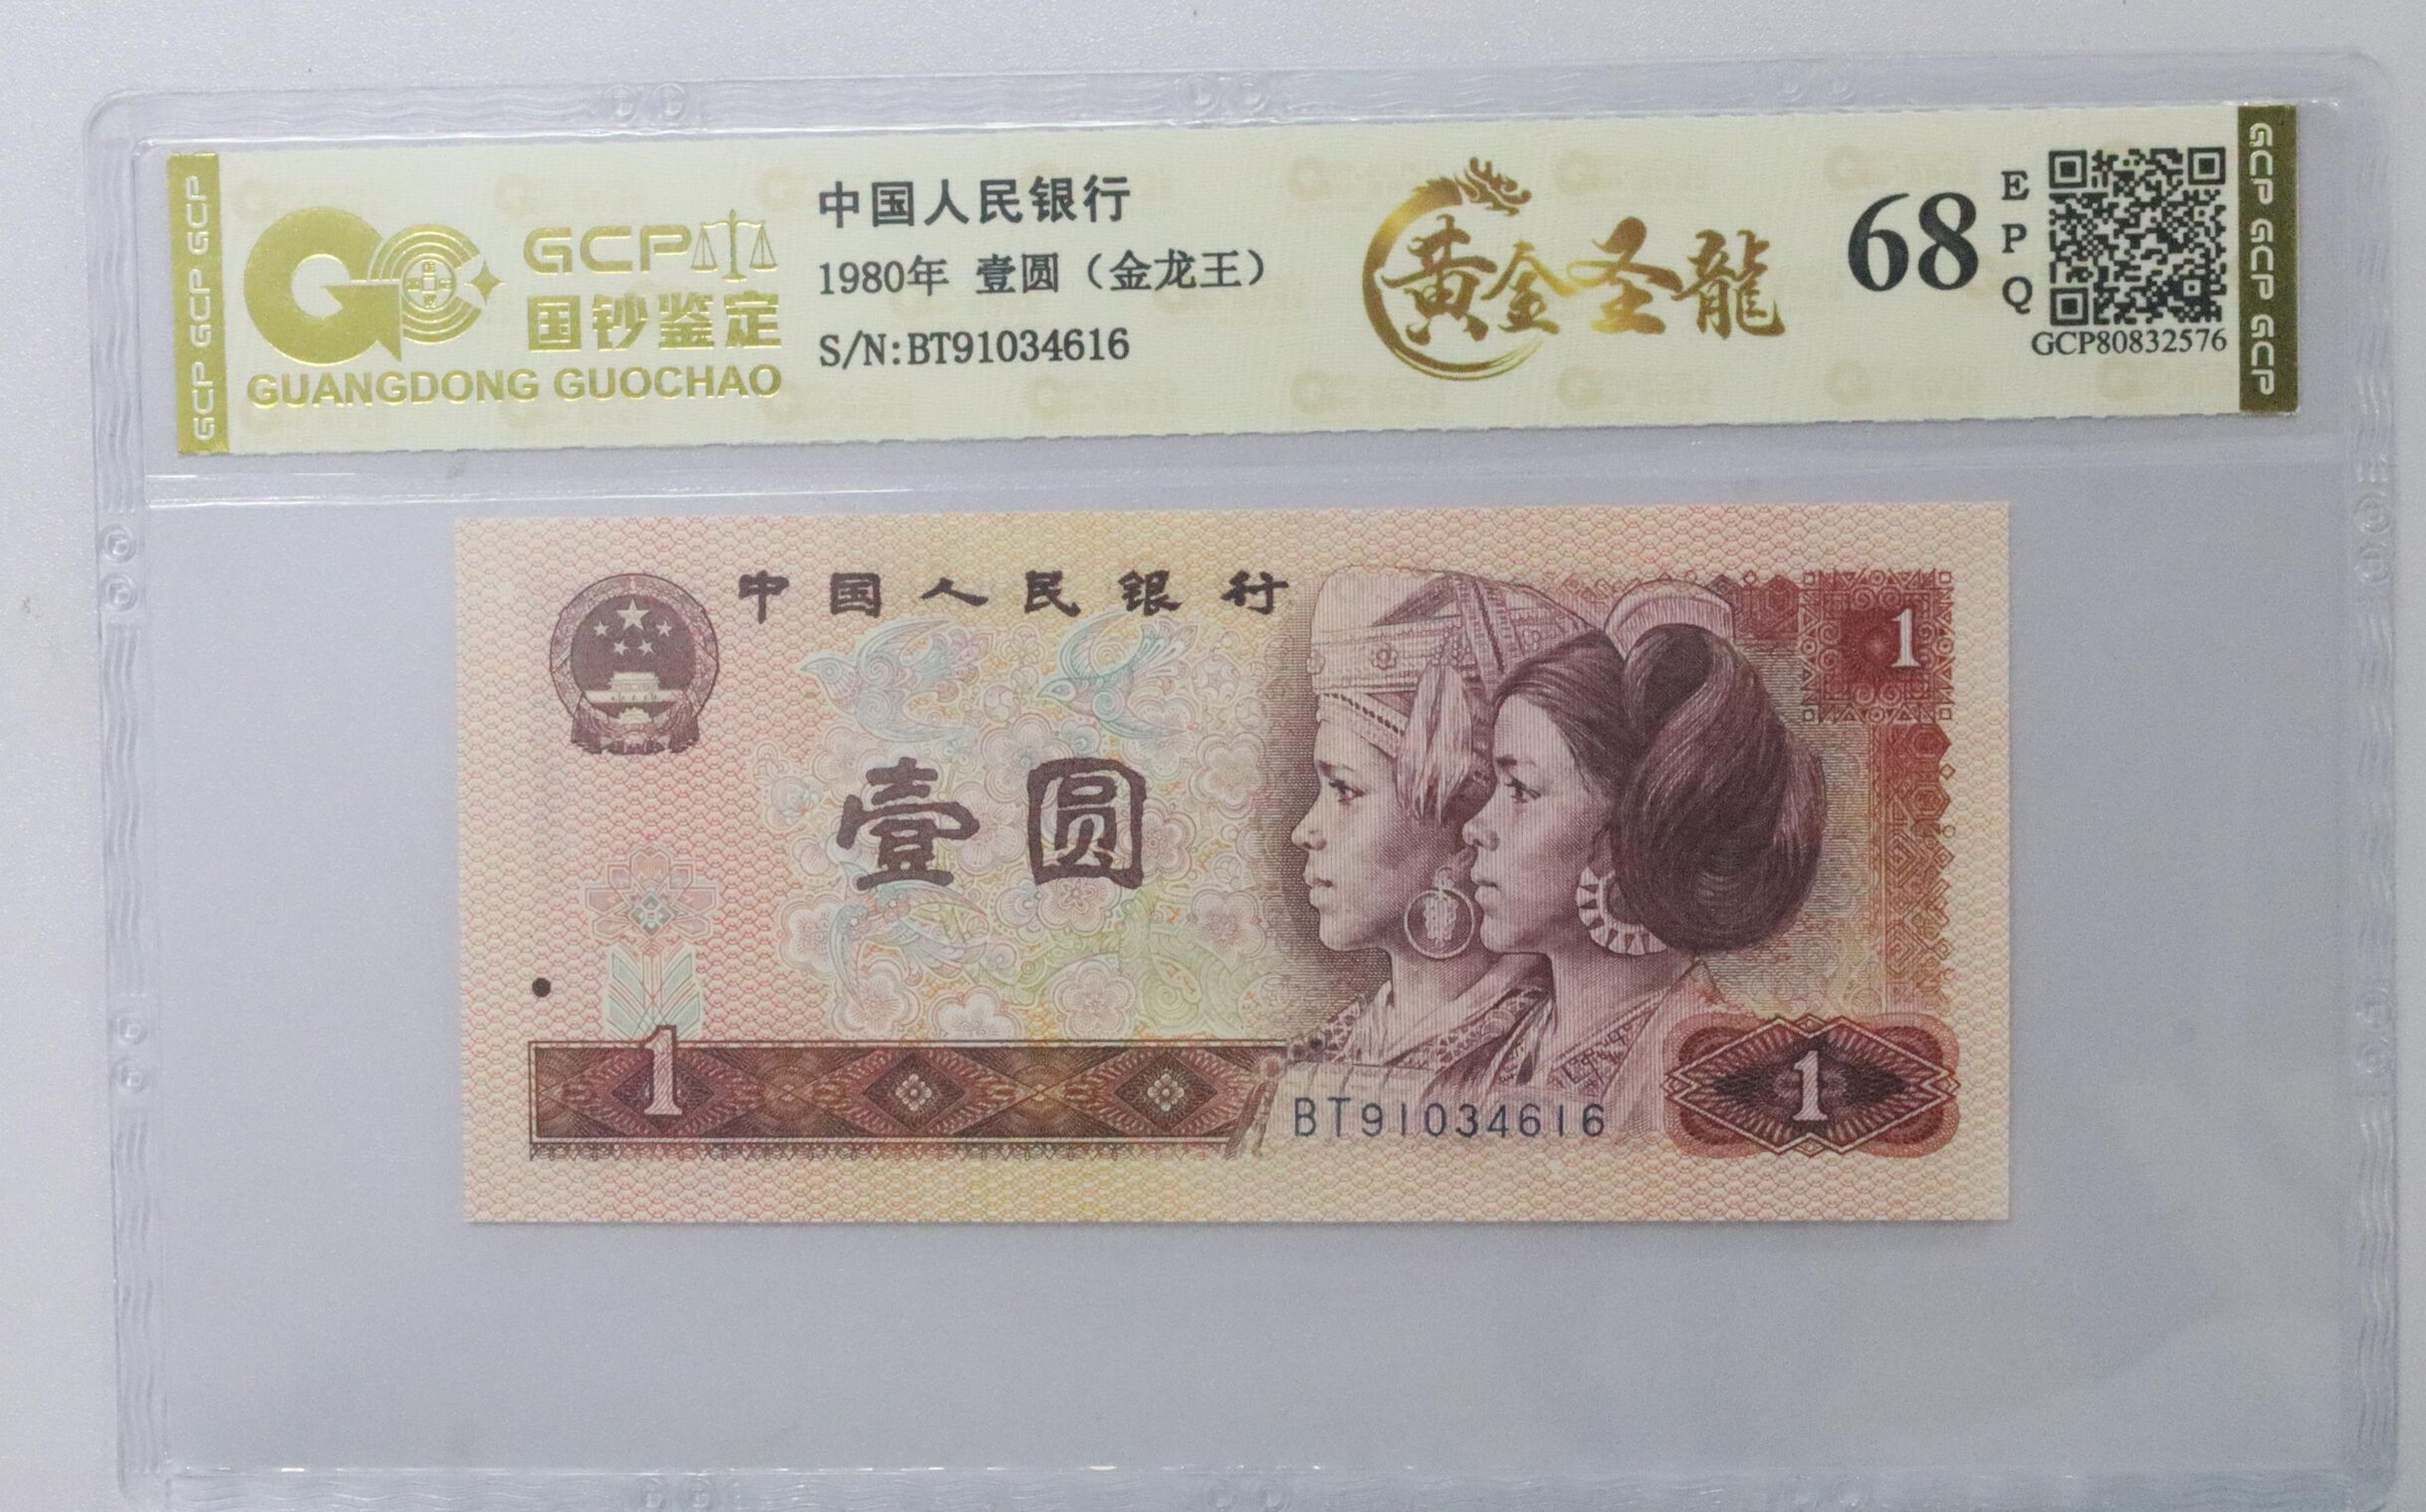 GCP GCP GCP
GCP
国钞鉴定
GUANGDONG GUOCHAO
中国人民银行
1980年 壹圆（金龙王）
S/N:BT91034616
黄金圣龍
68
EPQ
GCP80832576
GCP GCP GCP
中国人民银行
1
壹圆
1
BT91034616
1